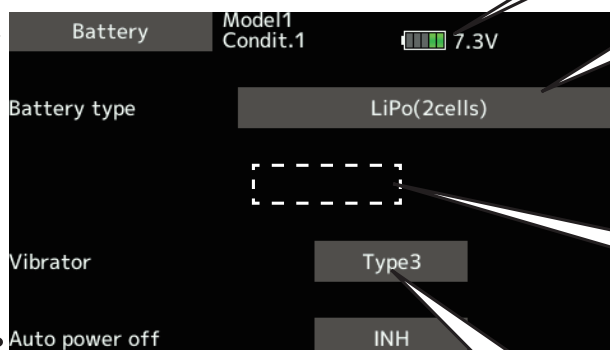 Battery
Model1
Condit.1
7.3V
Battery type
LiPo(2cells)
Vibrator
Type3
Auto power off
INH